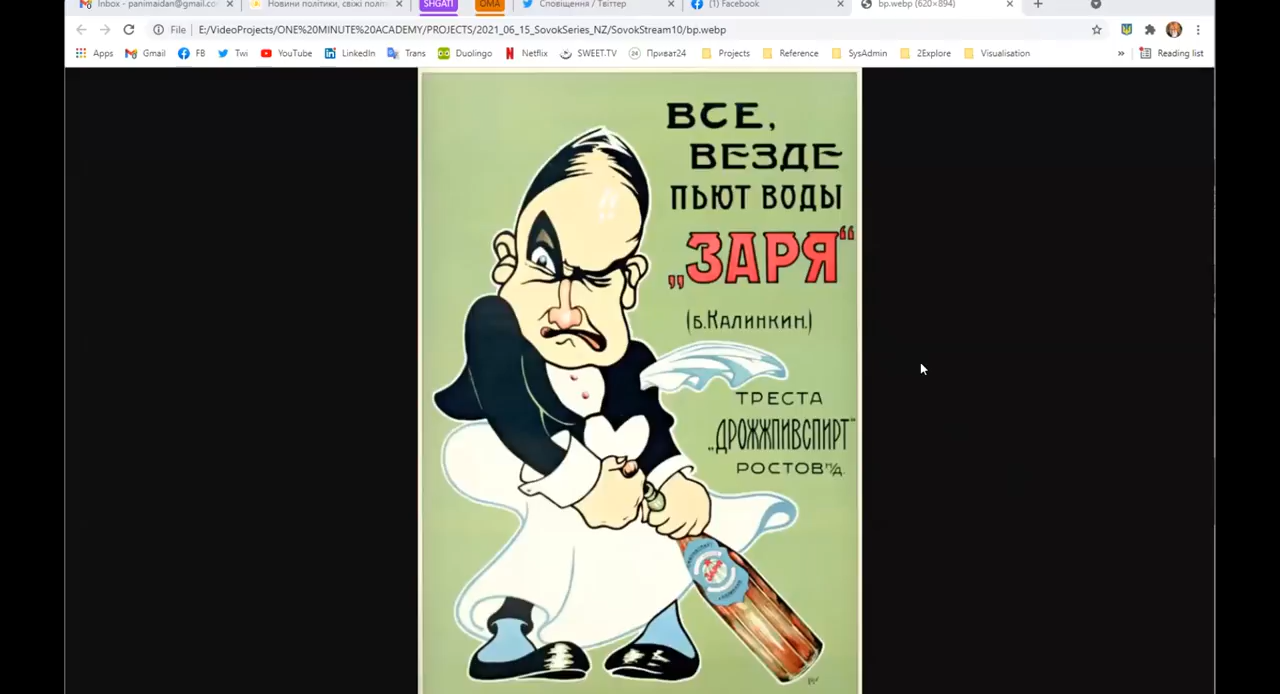 Inbox - panimaidan@gmail.co
Новини політики, свіжі політ
SHGATI
OMA
Сповіщення / Твіттер
(1) Facebook
bp.webp (620×894)
File
E:/VideoProjects/ONE%20MINUTE%20ACADEMY/PROJECTS/2021_06_15_SovokSeries_NZ/SovokStream10/bp.webp
Apps Gmail FB Twi YouTube LinkedIn Trans Duolingo Netflix SWEET.TV Приват24 Projects Reference SysAdmin 2Explore Visualisation » Reading list
ВСЕ,
ВЕЗДЕ
ПЬЮТ ВОДЫ
„ЗАРЯ“
(Б. КАЛИНКИН.)
ТРЕСТА
„ДРОЖЖПИВСПИРТ“
РОСТОВ Н/Д.